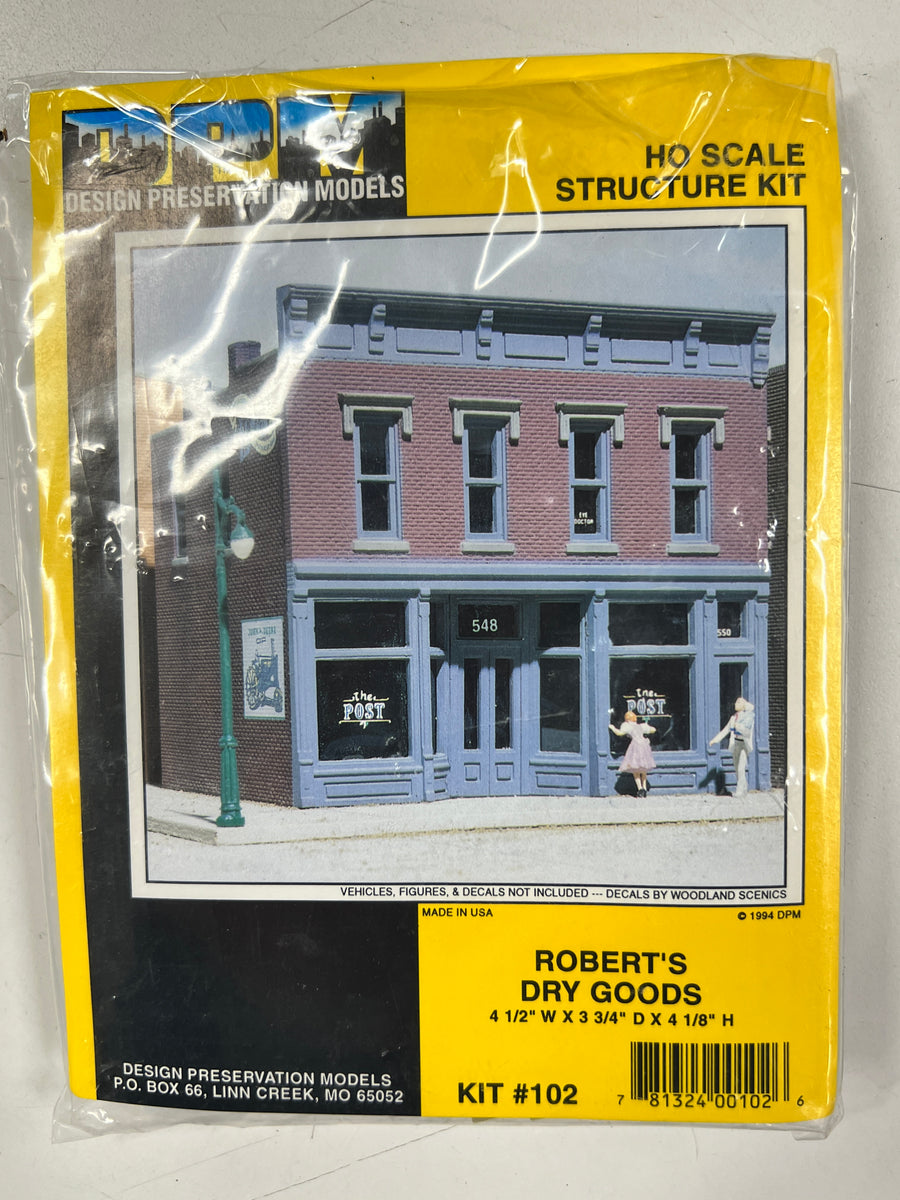 DPM
DESIGN PRESERVATION MODELS
HO SCALE
STRUCTURE KIT
EYE
DOCTOR
548
550
JOHN DEERE
the
POST
the
POST
VEHICLES, FIGURES, & DECALS NOT INCLUDED --- DECALS BY WOODLAND SCENICS
MADE IN USA
© 1994 DPM
ROBERT'S
DRY GOODS
4 1/2" W X 3 3/4" D X 4 1/8" H
DESIGN PRESERVATION MODELS
P.O. BOX 66, LINN CREEK, MO 65052
KIT #102
7 81324 00102 6